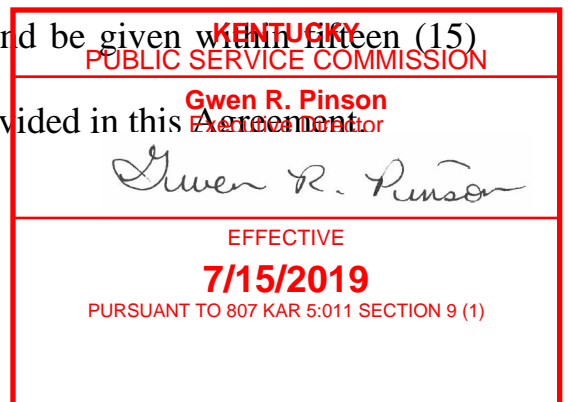 nd be given within fifteen (15)
KENTUCKY
PUBLIC SERVICE COMMISSION
vided in this Agreement.
Gwen R. Pinson
Executive Director
Gwen R. Pinson
EFFECTIVE
7/15/2019
PURSUANT TO 807 KAR 5:011 SECTION 9 (1)